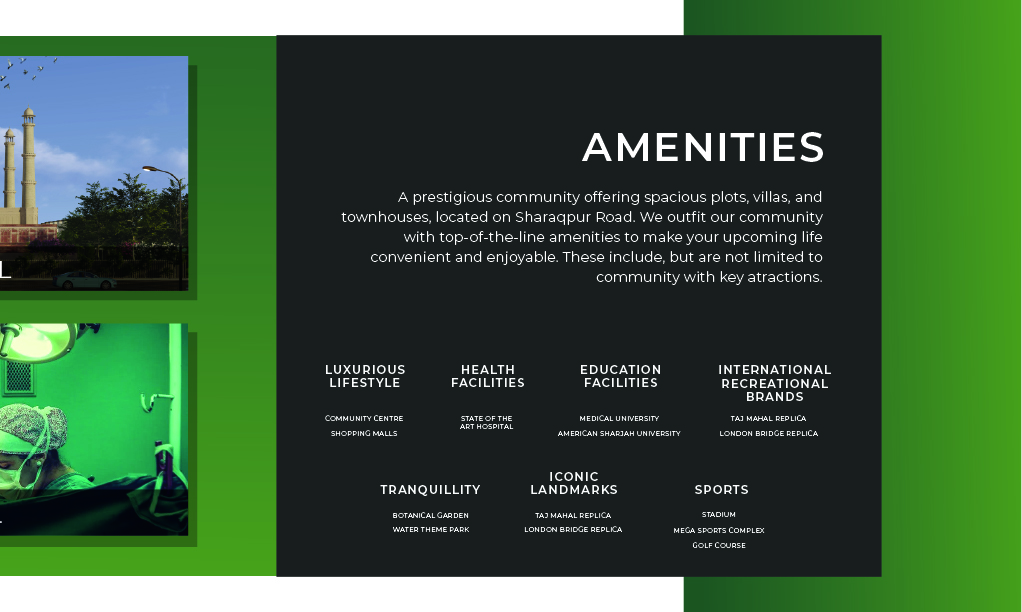 L
AMENITIES
A prestigious community offering spacious plots, villas, and
townhouses, located on Sharaqpur Road. We outfit our community
with top-of-the-line amenities to make your upcoming life
convenient and enjoyable. These include, but are not limited to
community with key atractions.
LUXURIOUS
LIFESTYLE
COMMUNITY CENTRE
SHOPPING MALLS
HEALTH
FACILITIES
STATE OF THE
ART HOSPITAL
EDUCATION
FACILITIES
MEDICAL UNIVERSITY
AMERICAN SHARJAH UNIVERSITY
INTERNATIONAL
RECREATIONAL
BRANDS
TAJ MAHAL REPLICA
LONDON BRIDGE REPLICA
TRANQUILLITY
BOTANICAL GARDEN
WATER THEME PARK
ICONIC
LANDMARKS
TAJ MAHAL REPLICA
LONDON BRIDGE REPLICA
SPORTS
STADIUM
MEGA SPORTS COMPLEX
GOLF COURSE